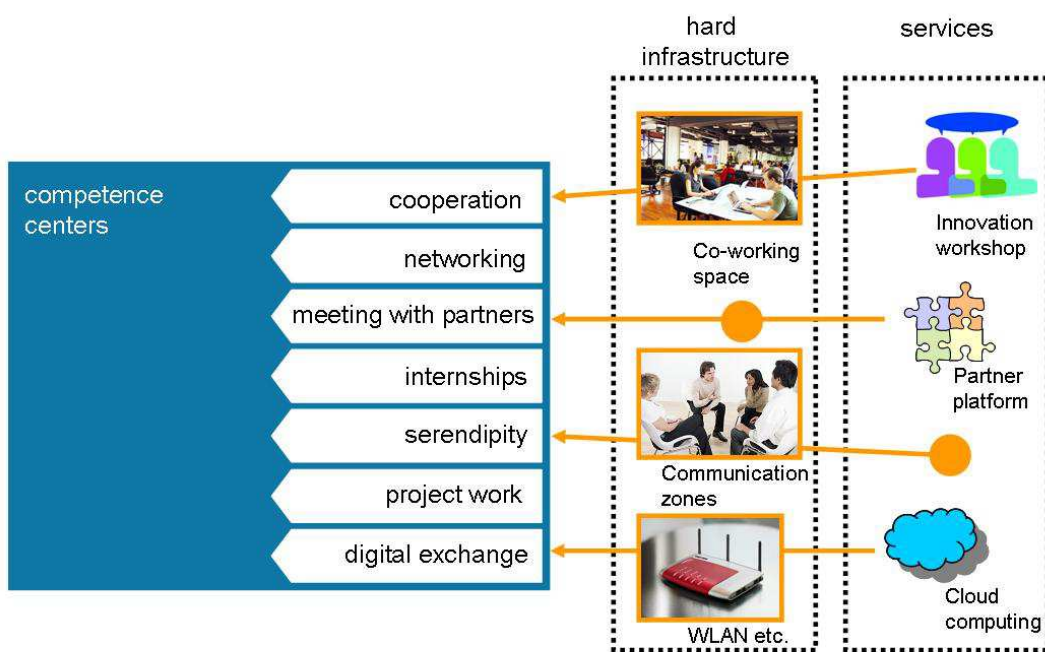 hard
infrastructure
services
competence
centers
cooperation
networking
meeting with partners
internships
serendipity
project work
digital exchange
Co-working
space
Communication
zones
WLAN etc.
Innovation
workshop
Partner
platform
Cloud
computing